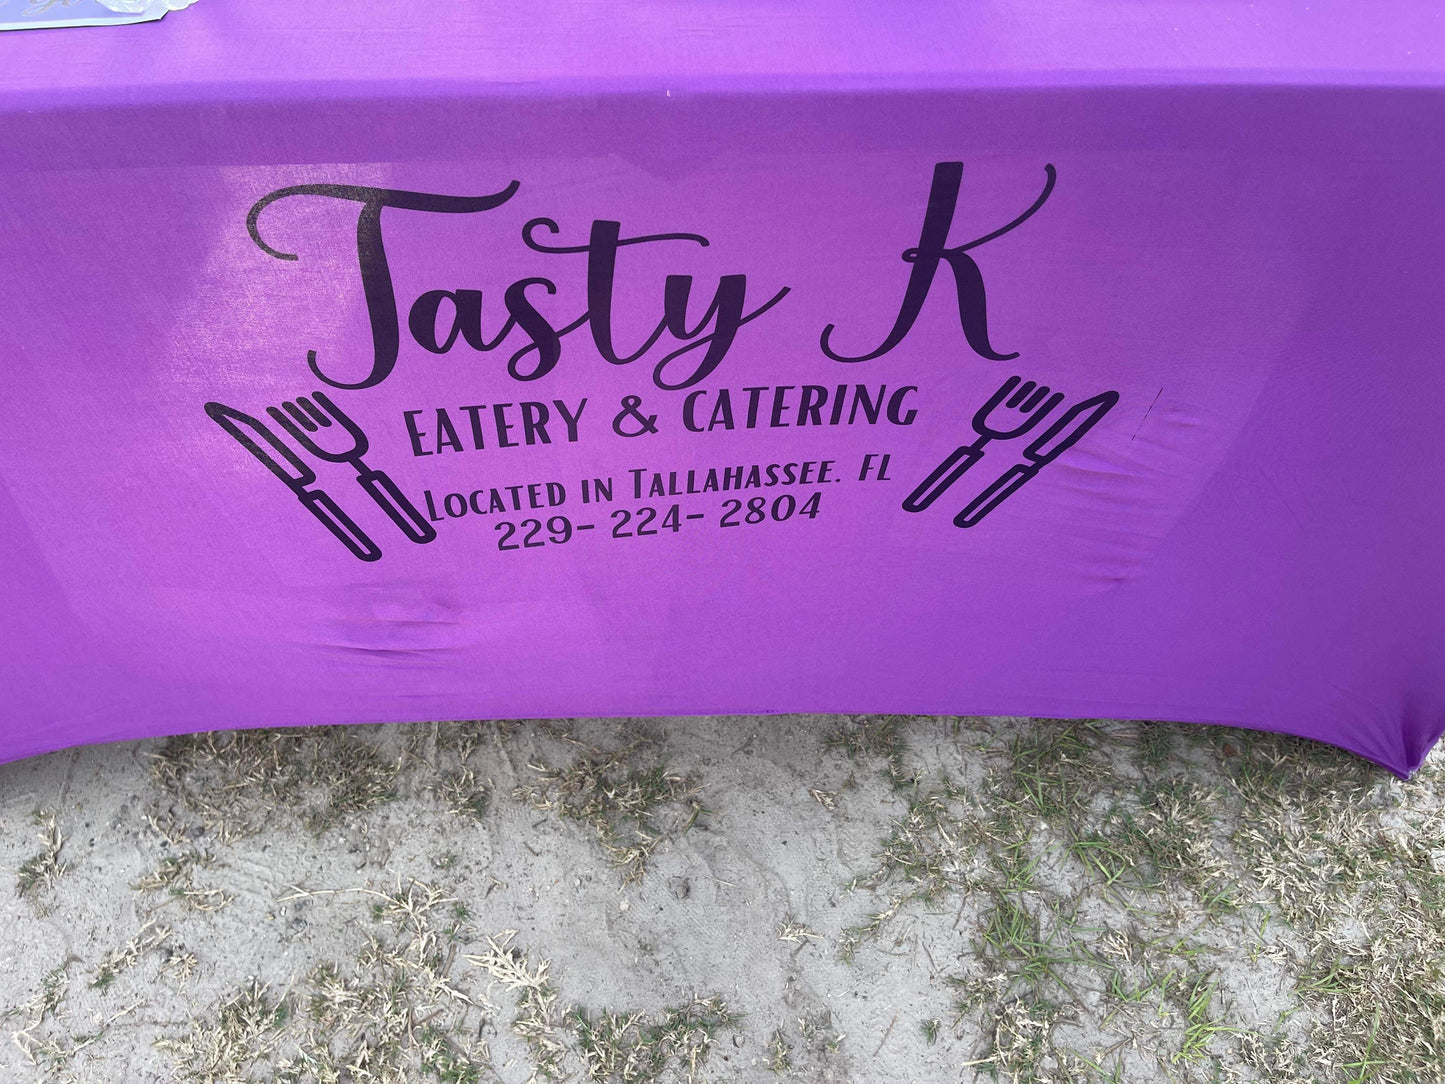 Tasty K
EATERY & CATERING
LOCATED IN TALLAHASSEE. FL
229- 224- 2804